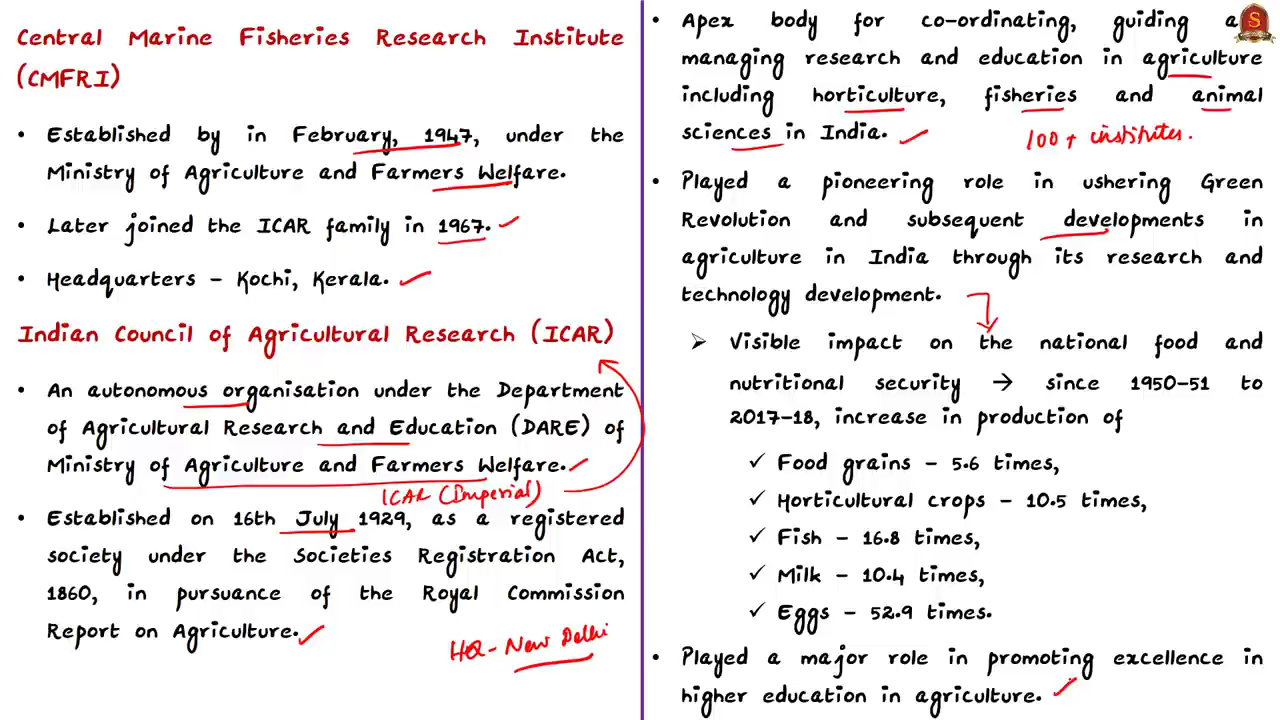 Central Marine Fisheries Research Institute
(CMFRI)
• Established by in February, 1947, under the
Ministry of Agriculture and Farmers Welfare.
• Later joined the ICAR family in 1967.
• Headquarters – Kochi, Kerala.
Indian Council of Agricultural Research (ICAR)
• An autonomous organisation under the Department
of Agricultural Research and Education (DARE) of
Ministry of Agriculture and Farmers Welfare.
ICAR (Imperial)
• Established on 16th July 1929, as a registered
society under the Societies Registration Act,
1860, in pursuance of the Royal Commission
Report on Agriculture.
HQ - New Delhi
• Apex body for co-ordinating, guiding a
managing research and education in agriculture
including horticulture, fisheries and animal
sciences in India.
100+ institutes.
• Played a pioneering role in ushering Green
Revolution and subsequent developments in
agriculture in India through its research and
technology development.
➢ Visible impact on the national food and
nutritional security → since 1950-51 to
2017-18, increase in production of
✓ Food grains – 5.6 times,
✓ Horticultural crops – 10.5 times,
✓ Fish – 16.8 times,
✓ Milk – 10.4 times,
✓ Eggs – 52.9 times.
• Played a major role in promoting excellence in
higher education in agriculture.